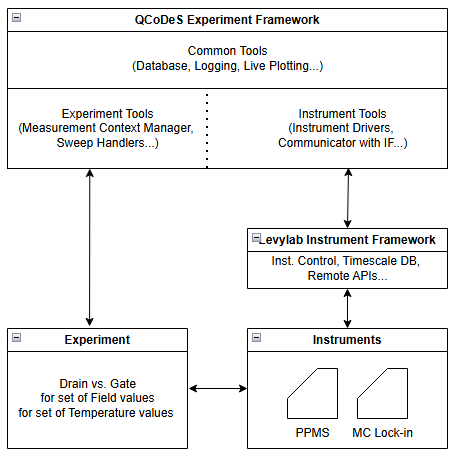 QCoDeS Experiment Framework
Common Tools
(Database, Logging, Live Plotting...)
Experiment Tools
(Measurement Context Manager,
Sweep Handlers...)
Instrument Tools
(Instrument Drivers,
Communicator with IF...)
Levylab Instrument Framework
Inst. Control, Timescale DB,
Remote APIs...
Experiment
Drain vs. Gate
for set of Field values
for set of Temperature values
Instruments
PPMS
MC Lock-in